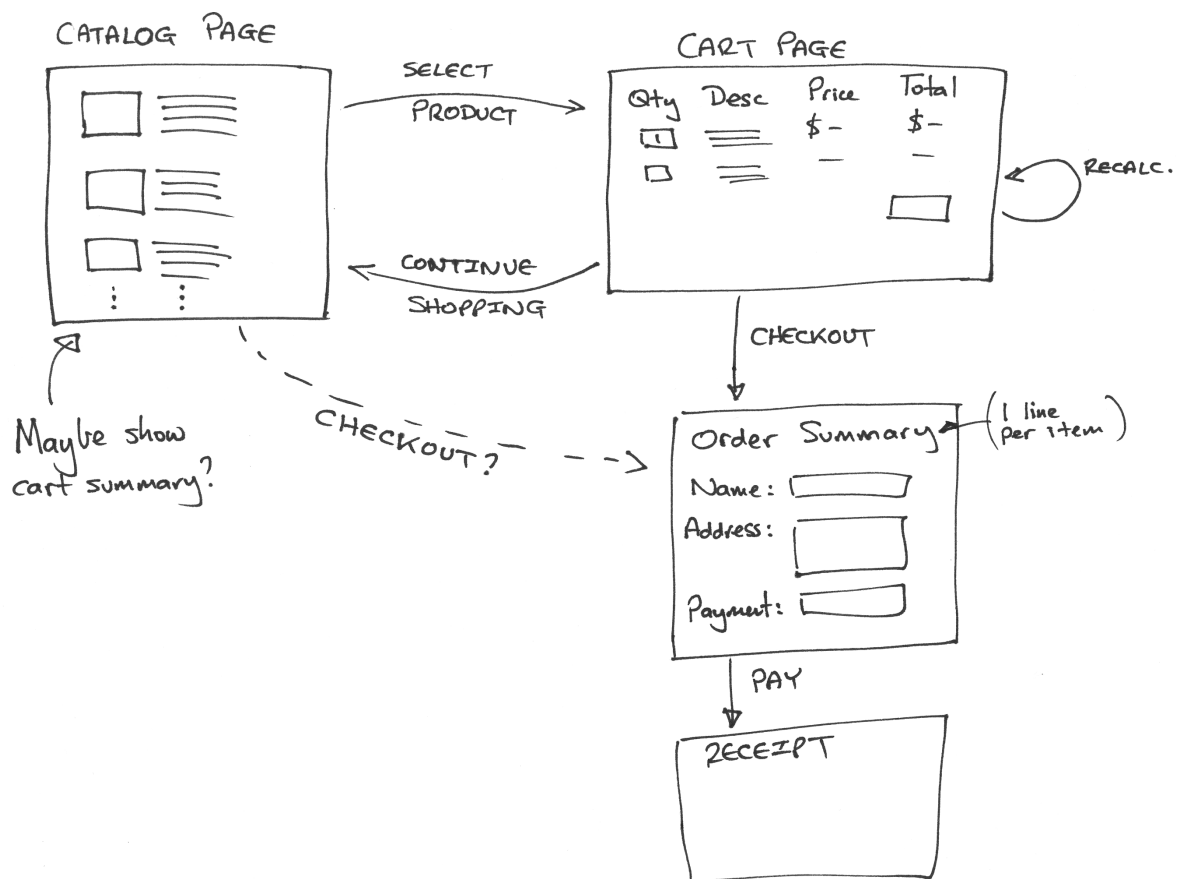 CATALOG PAGE
SELECT
PRODUCT
CONTINUE
SHOPPING
CART PAGE
Qty Desc Price Total
1 $- $-
RECALC.
CHECKOUT
Maybe show
cart summary?
CHECKOUT?
Order Summary
(1 line
per item)
Name:
Address:
Payment:
PAY
RECEIPT